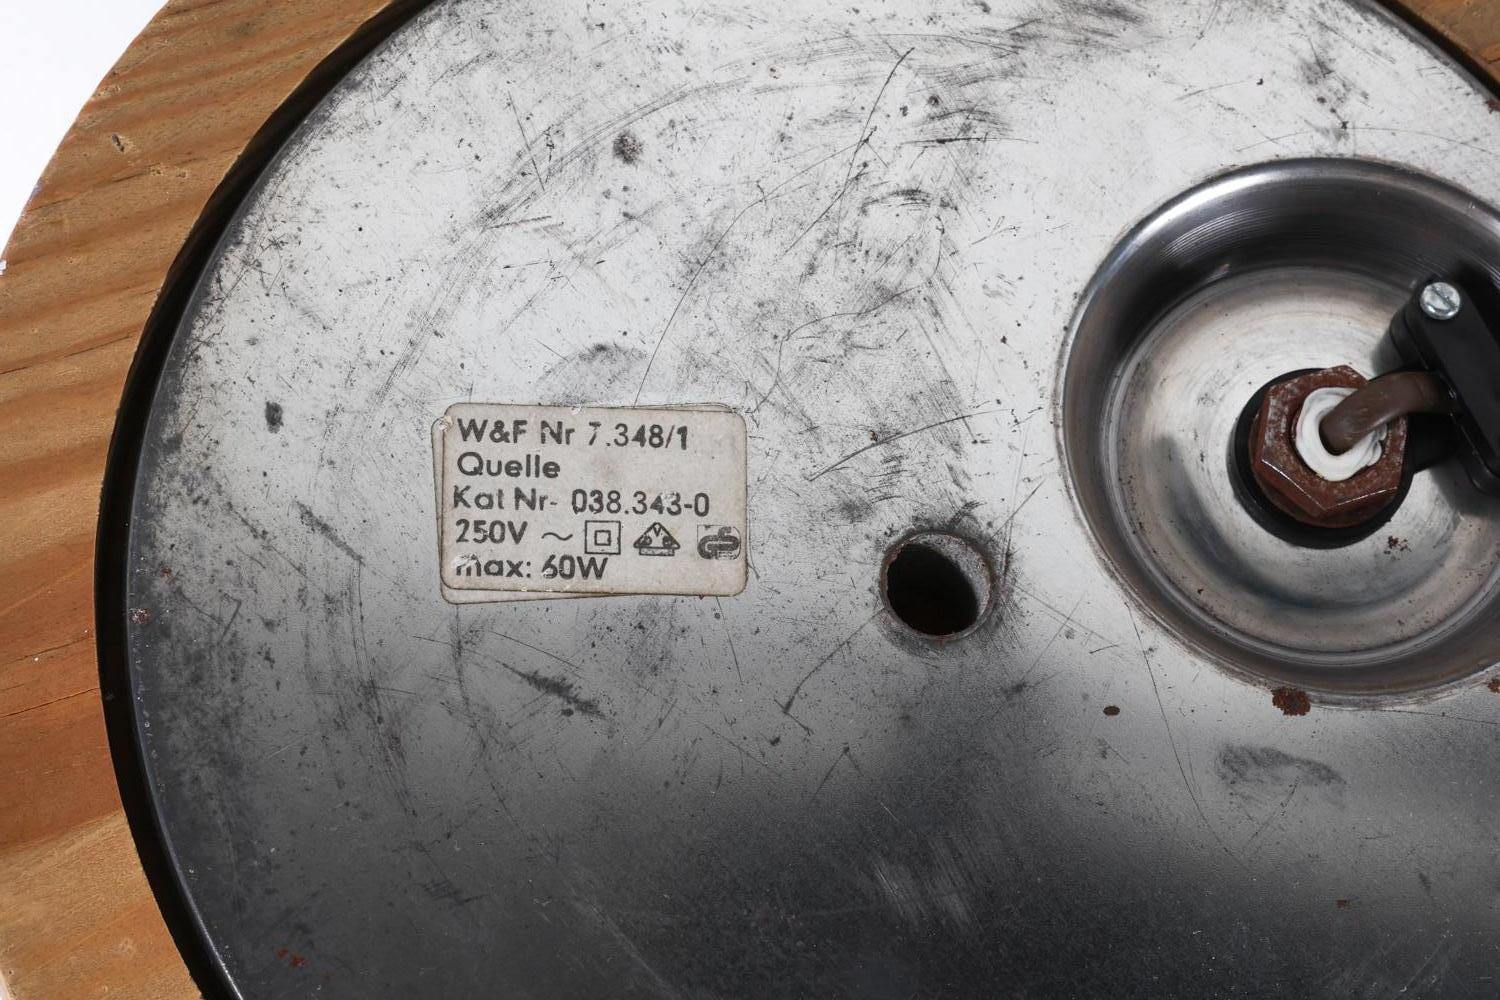 W&F Nr 7.348/1
Quelle
Kat Nr- 038.343-0
250V ~
max: 60W